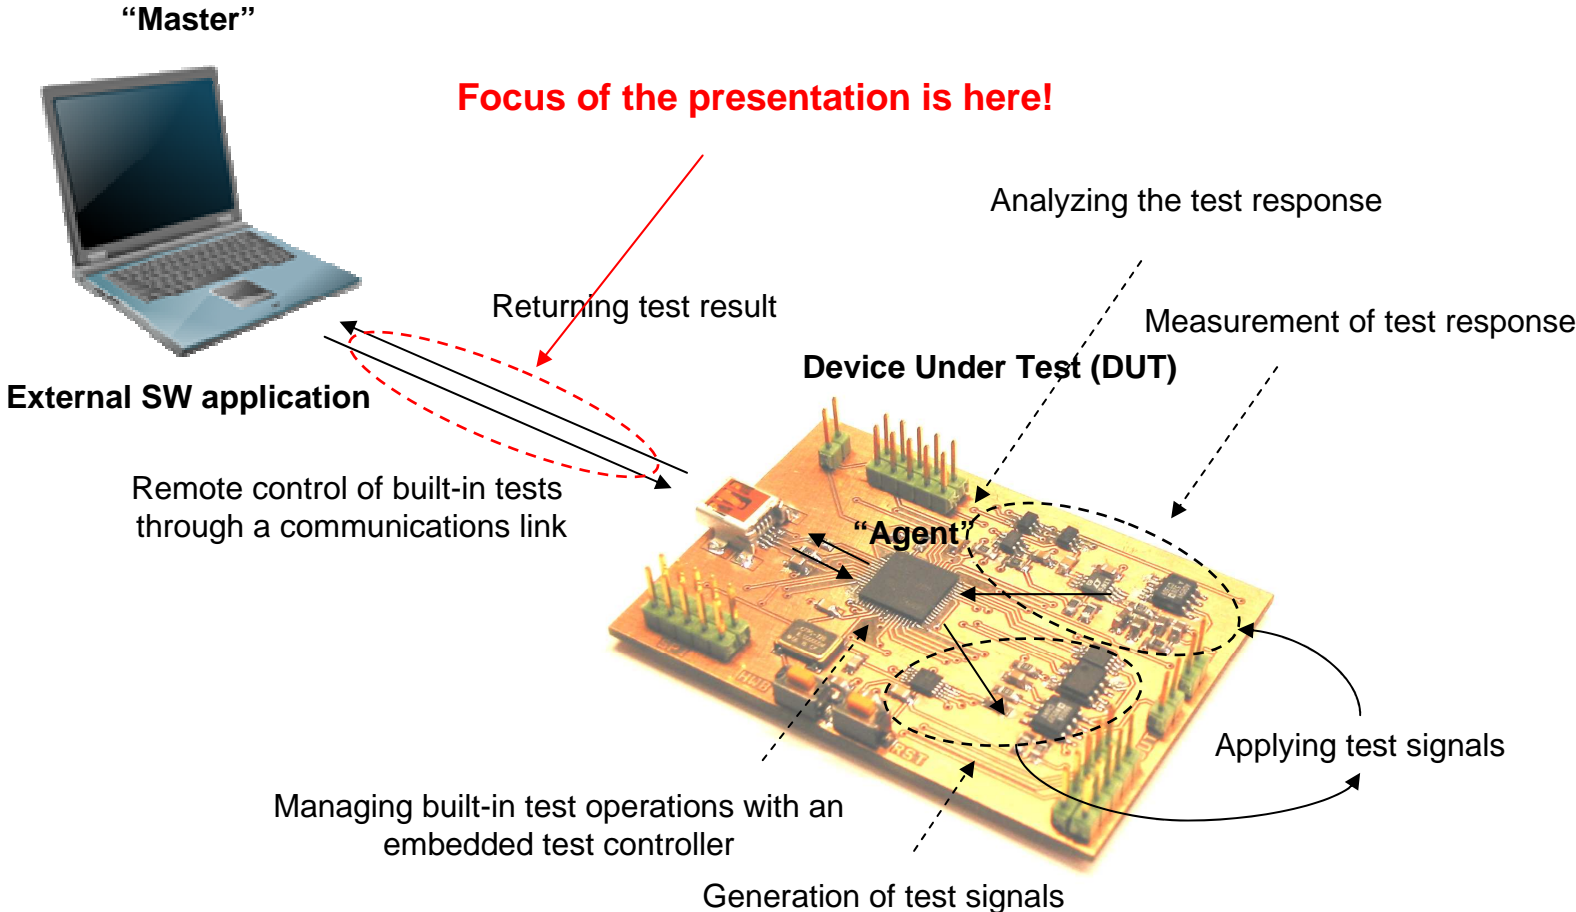 “Master”
Focus of the presentation is here!
Analyzing the test response
Returning test result
Measurement of test response
Device Under Test (DUT)
External SW application
Remote control of built-in tests
through a communications link
“Agent”
HWB
RST
Applying test signals
Managing built-in test operations with an
embedded test controller
Generation of test signals